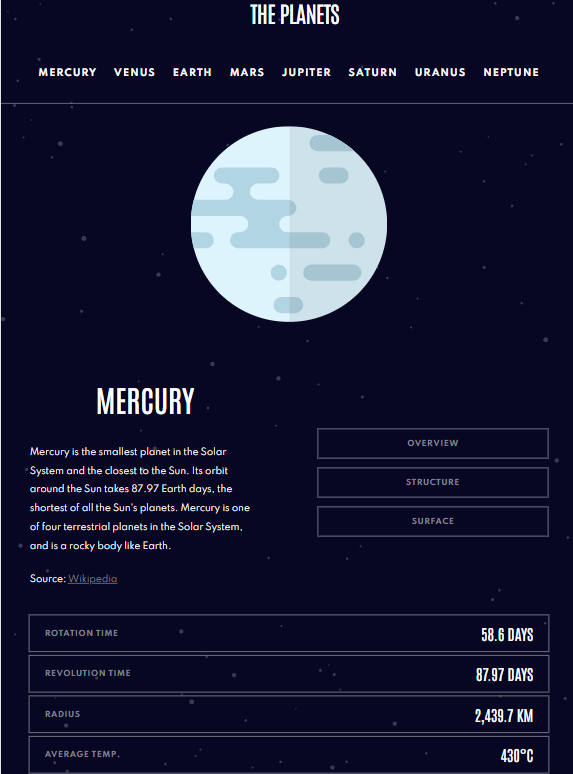 THE PLANETS
MERCURY VENUS EARTH MARS JUPITER SATURN URANUS NEPTUNE
MERCURY
Mercury is the smallest planet in the Solar
System and the closest to the Sun. Its orbit
around the Sun takes 87.97 Earth days, the
shortest of all the Sun's planets. Mercury is one
of four terrestrial planets in the Solar System,
and is a rocky body like Earth.
Source: Wikipedia
OVERVIEW
STRUCTURE
SURFACE
ROTATION TIME 58.6 DAYS
REVOLUTION TIME 87.97 DAYS
RADIUS 2,439.7 KM
AVERAGE TEMP. 430°C